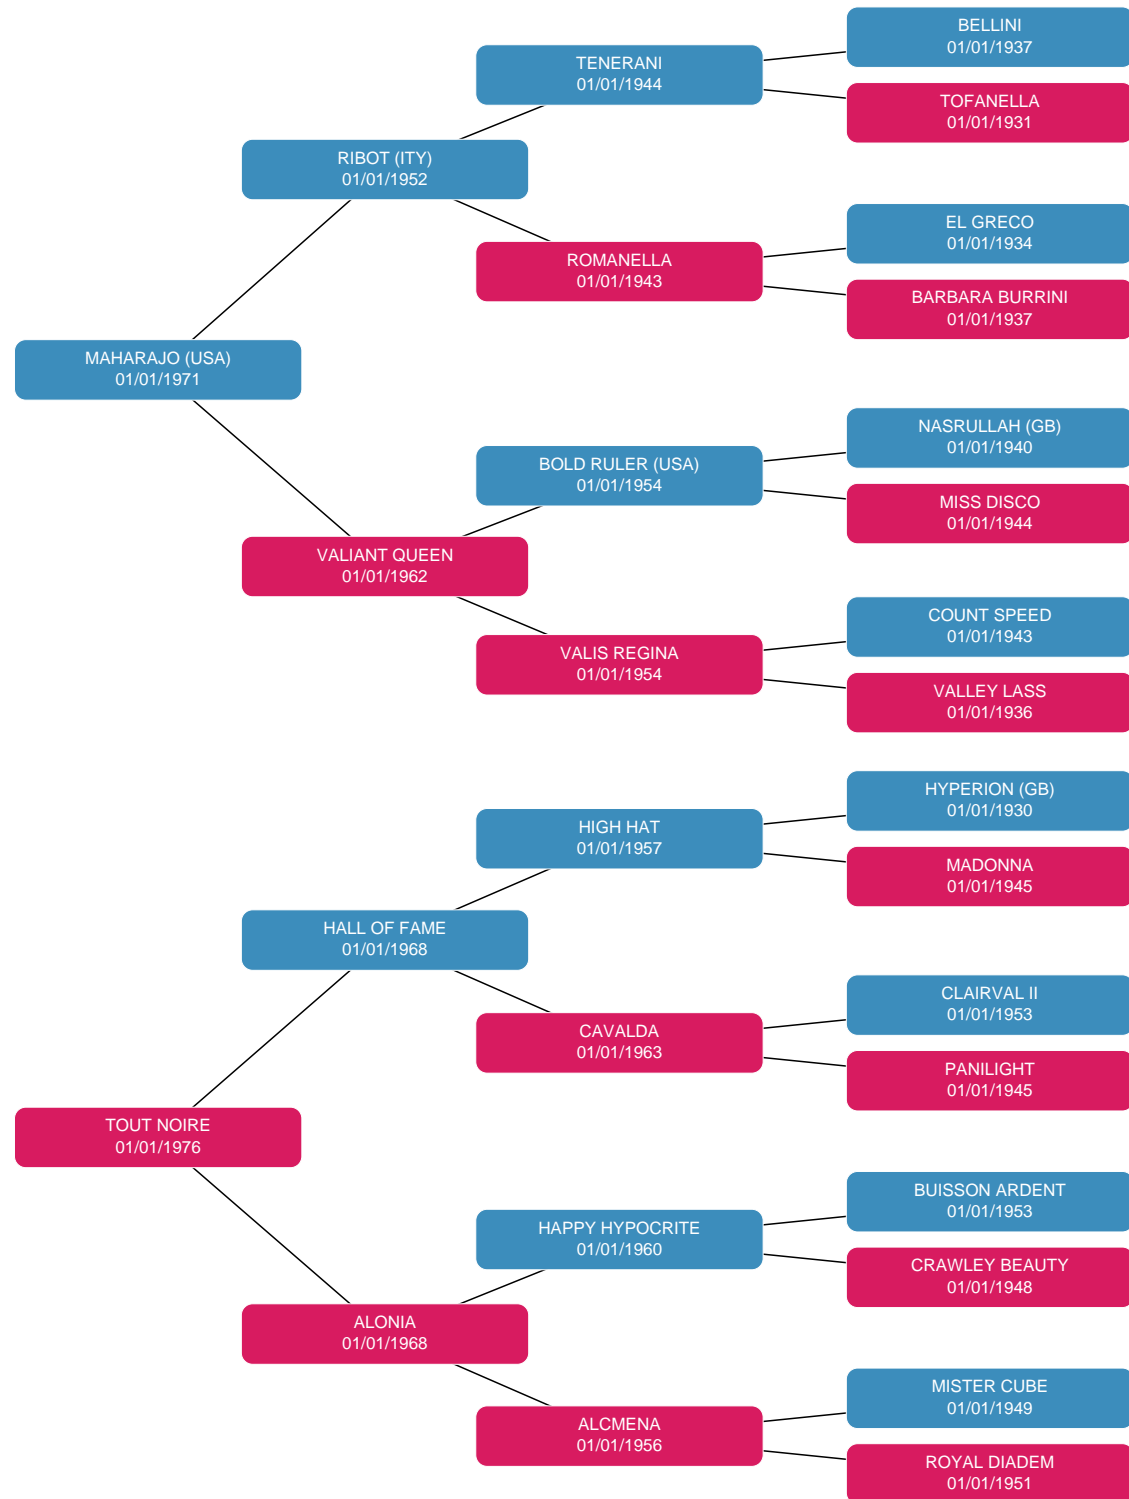 BELLINI
01/01/1937
TENERANI
01/01/1944
TOFANELLA
01/01/1931
RIBOT (ITY)
01/01/1952
EL GRECO
01/01/1934
ROMANELLA
01/01/1943
BARBARA BURRINI
01/01/1937
MAHARAJO (USA)
01/01/1971
NASRULLAH (GB)
01/01/1940
BOLD RULER (USA)
01/01/1954
MISS DISCO
01/01/1944
VALIANT QUEEN
01/01/1962
COUNT SPEED
01/01/1943
VALIS REGINA
01/01/1954
VALLEY LASS
01/01/1936
HYPERION (GB)
01/01/1930
HIGH HAT
01/01/1957
MADONNA
01/01/1945
HALL OF FAME
01/01/1968
CLAIRVAL II
01/01/1953
CAVALDA
01/01/1963
PANILIGHT
01/01/1945
TOUT NOIRE
01/01/1976
BUISSON ARDENT
01/01/1953
HAPPY HYPOCRITE
01/01/1960
CRAWLEY BEAUTY
01/01/1948
ALONIA
01/01/1968
MISTER CUBE
01/01/1949
ALCMENA
01/01/1956
ROYAL DIADEM
01/01/1951